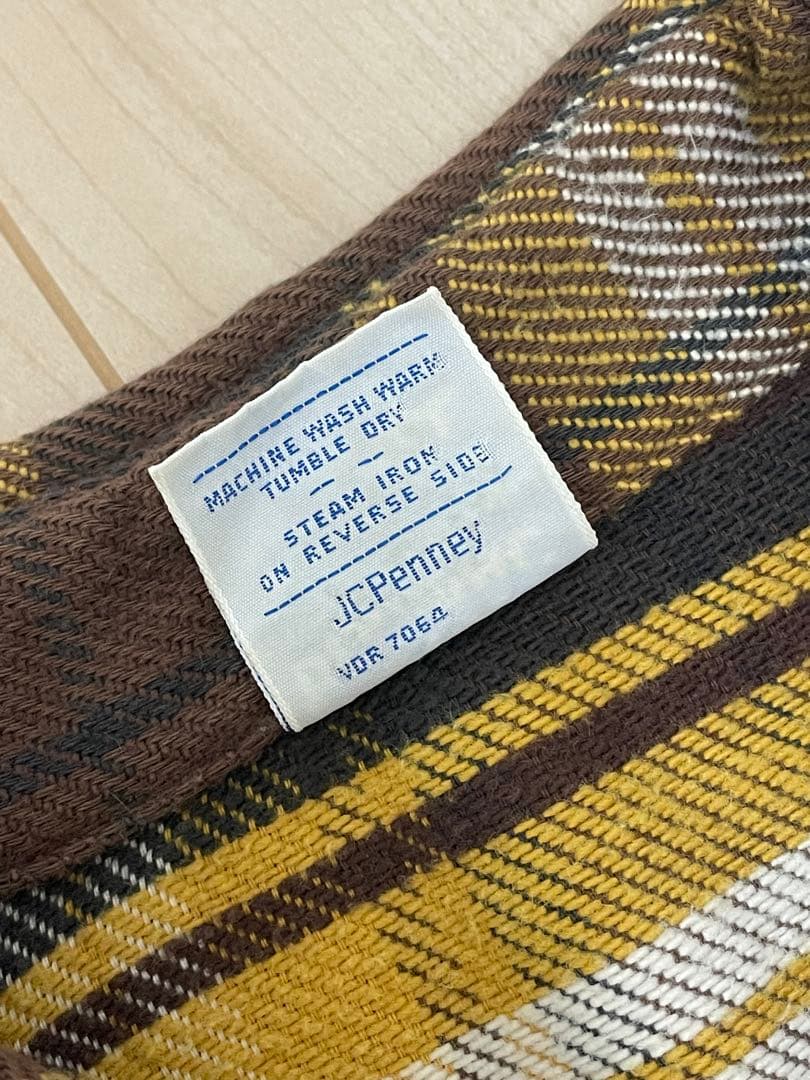 MACHINE WASH WARM
TUMBLE DRY
STEAM IRON
ON REVERSE SIDE
JCPenney
VDR 7064